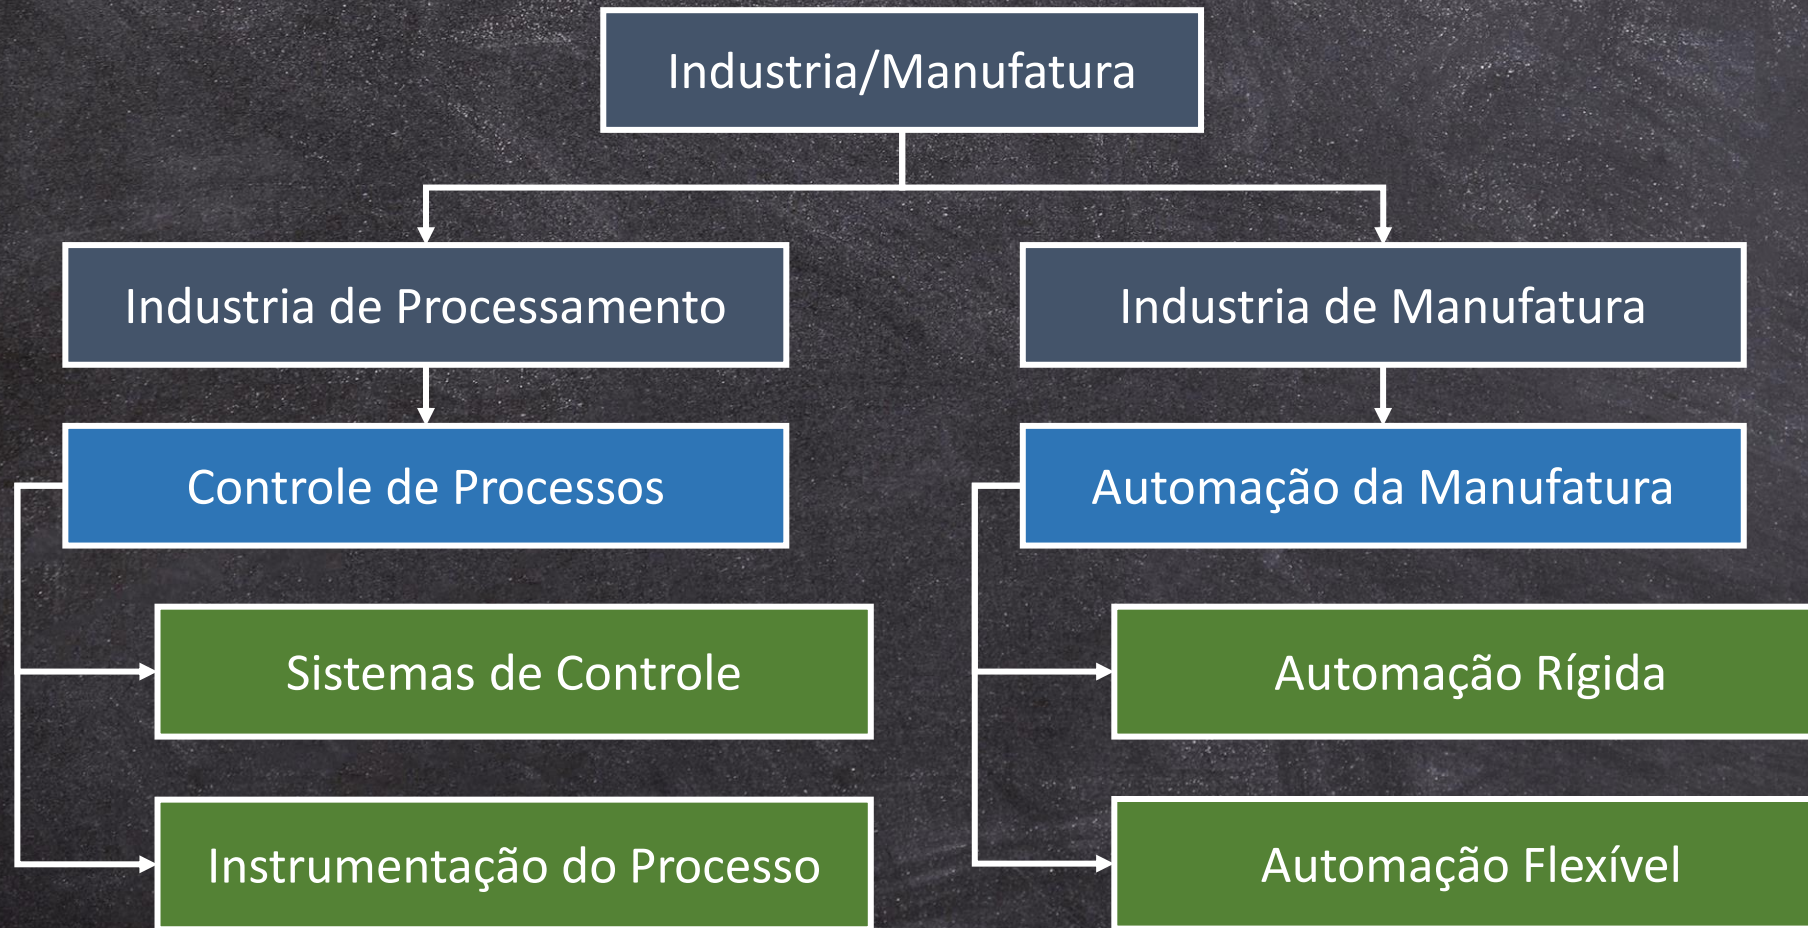 Industria/Manufatura
Industria de Processamento
Industria de Manufatura
Controle de Processos
Automação da Manufatura
Sistemas de Controle
Automação Rígida
Instrumentação do Processo
Automação Flexível